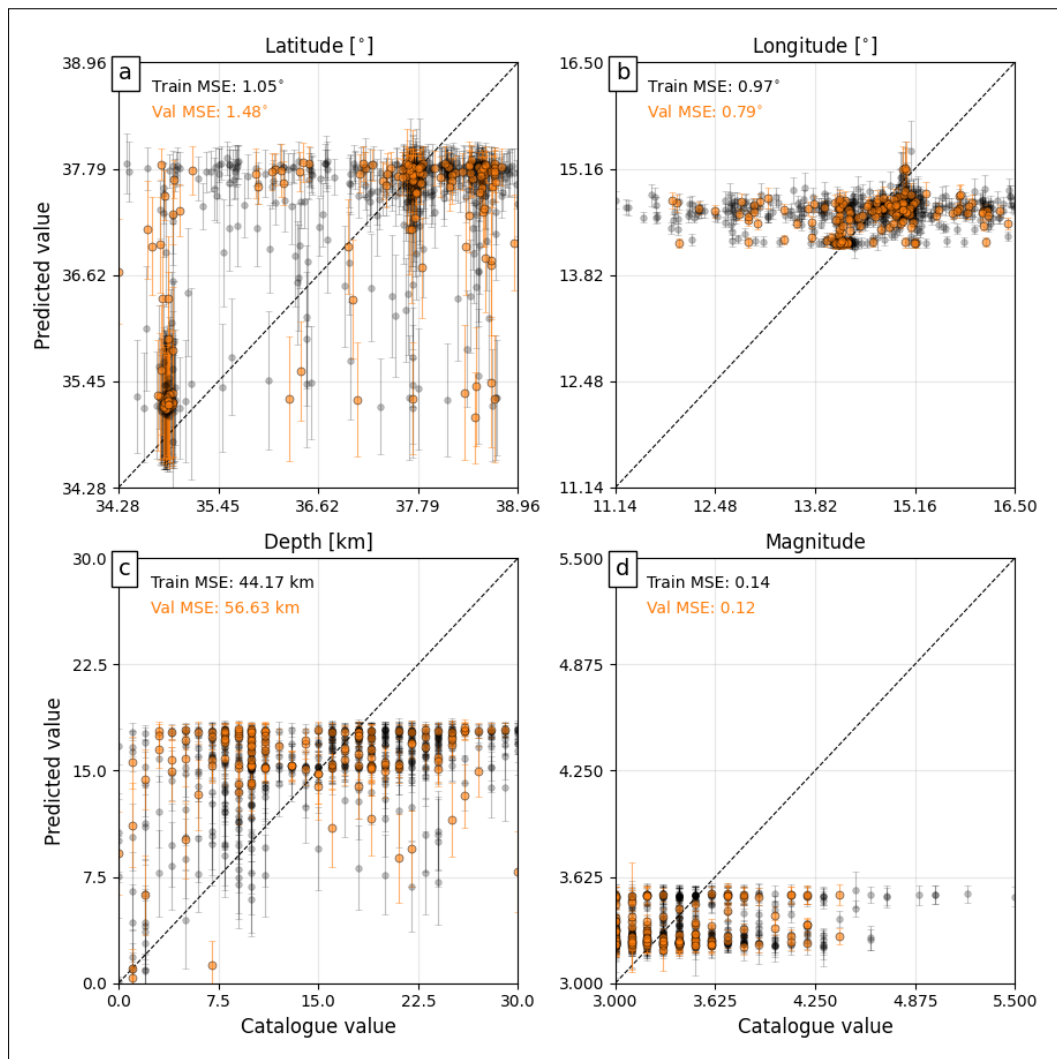 Latitude [°]
a
Train MSE: 1.05°
Val MSE: 1.48°
38.96
37.79
36.62
35.45
34.28
34.28 35.45 36.62 37.79 38.96
Predicted value
Longitude [°]
b
Train MSE: 0.97°
Val MSE: 0.79°
16.50
15.16
13.82
12.48
11.14
11.14 12.48 13.82 15.16 16.50
Depth [km]
c
Train MSE: 44.17 km
Val MSE: 56.63 km
30.0
22.5
15.0
7.5
0.0
0.0 7.5 15.0 22.5 30.0
Predicted value
Catalogue value
Magnitude
d
Train MSE: 0.14
Val MSE: 0.12
5.500
4.875
4.250
3.625
3.000
3.000 3.625 4.250 4.875 5.500
Catalogue value